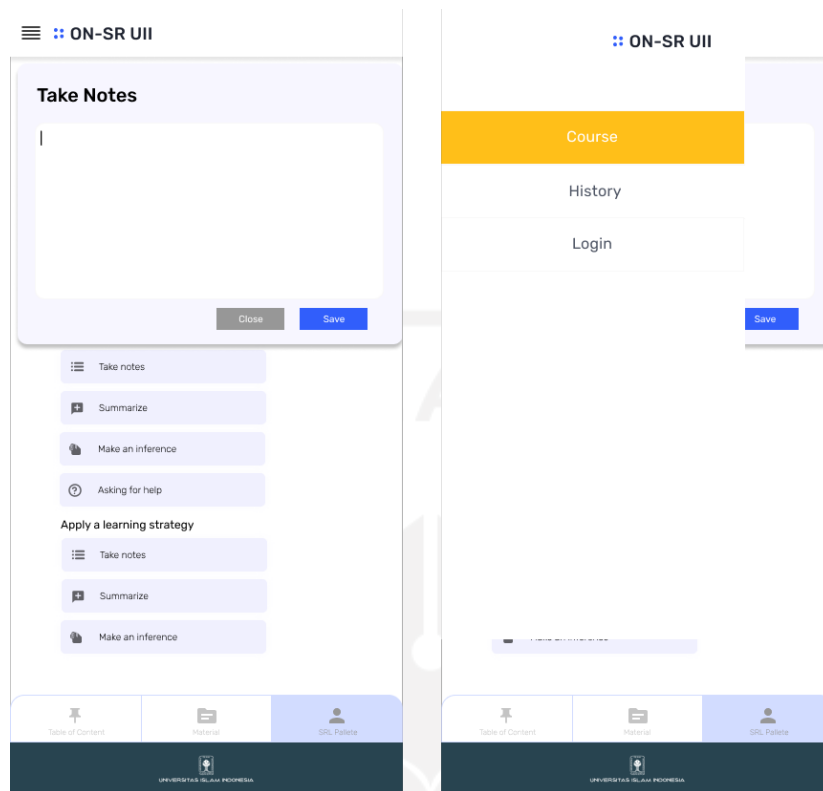 ON-SR UII
Take Notes
Close
Save
Take notes
Summarize
Make an inference
Asking for help
Apply a learning strategy
Take notes
Summarize
Make an inference
Table of Content
Material
SRL Pallete
UNIVERSITAS ISLAM INDONESIA
ON-SR UII
Course
History
Login
Save
Table of Content
Material
SRL Pallete
UNIVERSITAS ISLAM INDONESIA